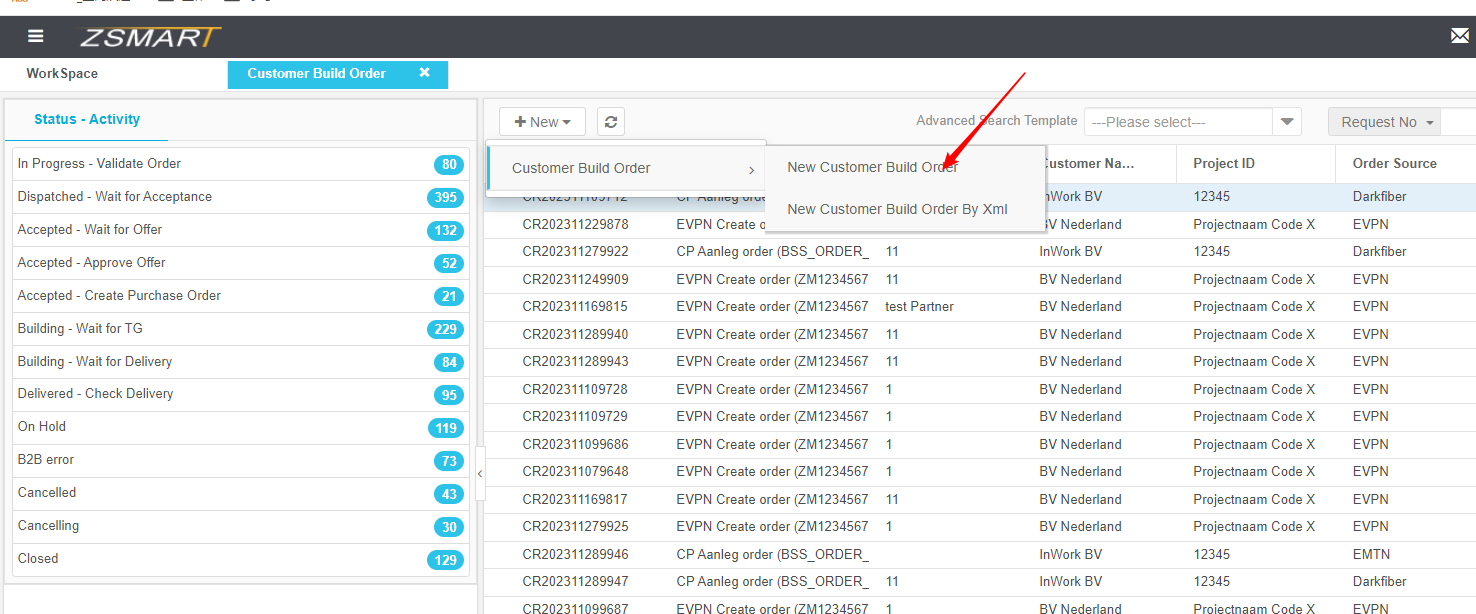 ZSMART
WorkSpace
Customer Build Order ×
Status - Activity
In Progress - Validate Order 80
Dispatched - Wait for Acceptance 395
Accepted - Wait for Offer 132
Accepted - Approve Offer 52
Accepted - Create Purchase Order 21
Building - Wait for TG 229
Building - Wait for Delivery 84
Delivered - Check Delivery 95
On Hold 119
B2B error 73
Cancelled 43
Cancelling 30
Closed 129
New
Advanced Search Template ---Please select---
Request No
Customer Build Order
New Customer Build Order
New Customer Build Order By Xml
Customer Na... Project ID Order Source
InWork BV 12345 Darkfiber
CR202311229878 EVPN Create BV Nederland Projectnaam Code X EVPN
CR202311279922 CP Aanleg order (BSS_ORDER_ 11 InWork BV 12345 Darkfiber
CR202311249909 EVPN Create order (ZM1234567 11 BV Nederland Projectnaam Code X EVPN
CR202311169815 EVPN Create order (ZM1234567 test Partner BV Nederland Projectnaam Code X EVPN
CR202311289940 EVPN Create order (ZM1234567 11 BV Nederland Projectnaam Code X EVPN
CR202311289943 EVPN Create order (ZM1234567 11 BV Nederland Projectnaam Code X EVPN
CR202311109728 EVPN Create order (ZM1234567 1 BV Nederland Projectnaam Code X EVPN
CR202311109729 EVPN Create order (ZM1234567 1 BV Nederland Projectnaam Code X EVPN
CR202311099686 EVPN Create order (ZM1234567 1 BV Nederland Projectnaam Code X EVPN
CR202311079648 EVPN Create order (ZM1234567 1 BV Nederland Projectnaam Code X EVPN
CR202311169817 EVPN Create order (ZM1234567 11 BV Nederland Projectnaam Code X EVPN
CR202311279925 EVPN Create order (ZM1234567 1 BV Nederland Projectnaam Code X EVPN
CR202311289946 CP Aanleg order (BSS_ORDER_ InWork BV 12345 EMTN
CR202311289947 CP Aanleg order (BSS_ORDER_ 11 InWork BV 12345 Darkfiber
CR202311099687 EVPN Create order (ZM1234567 1 BV Nederland Projectnaam Code X EVPN